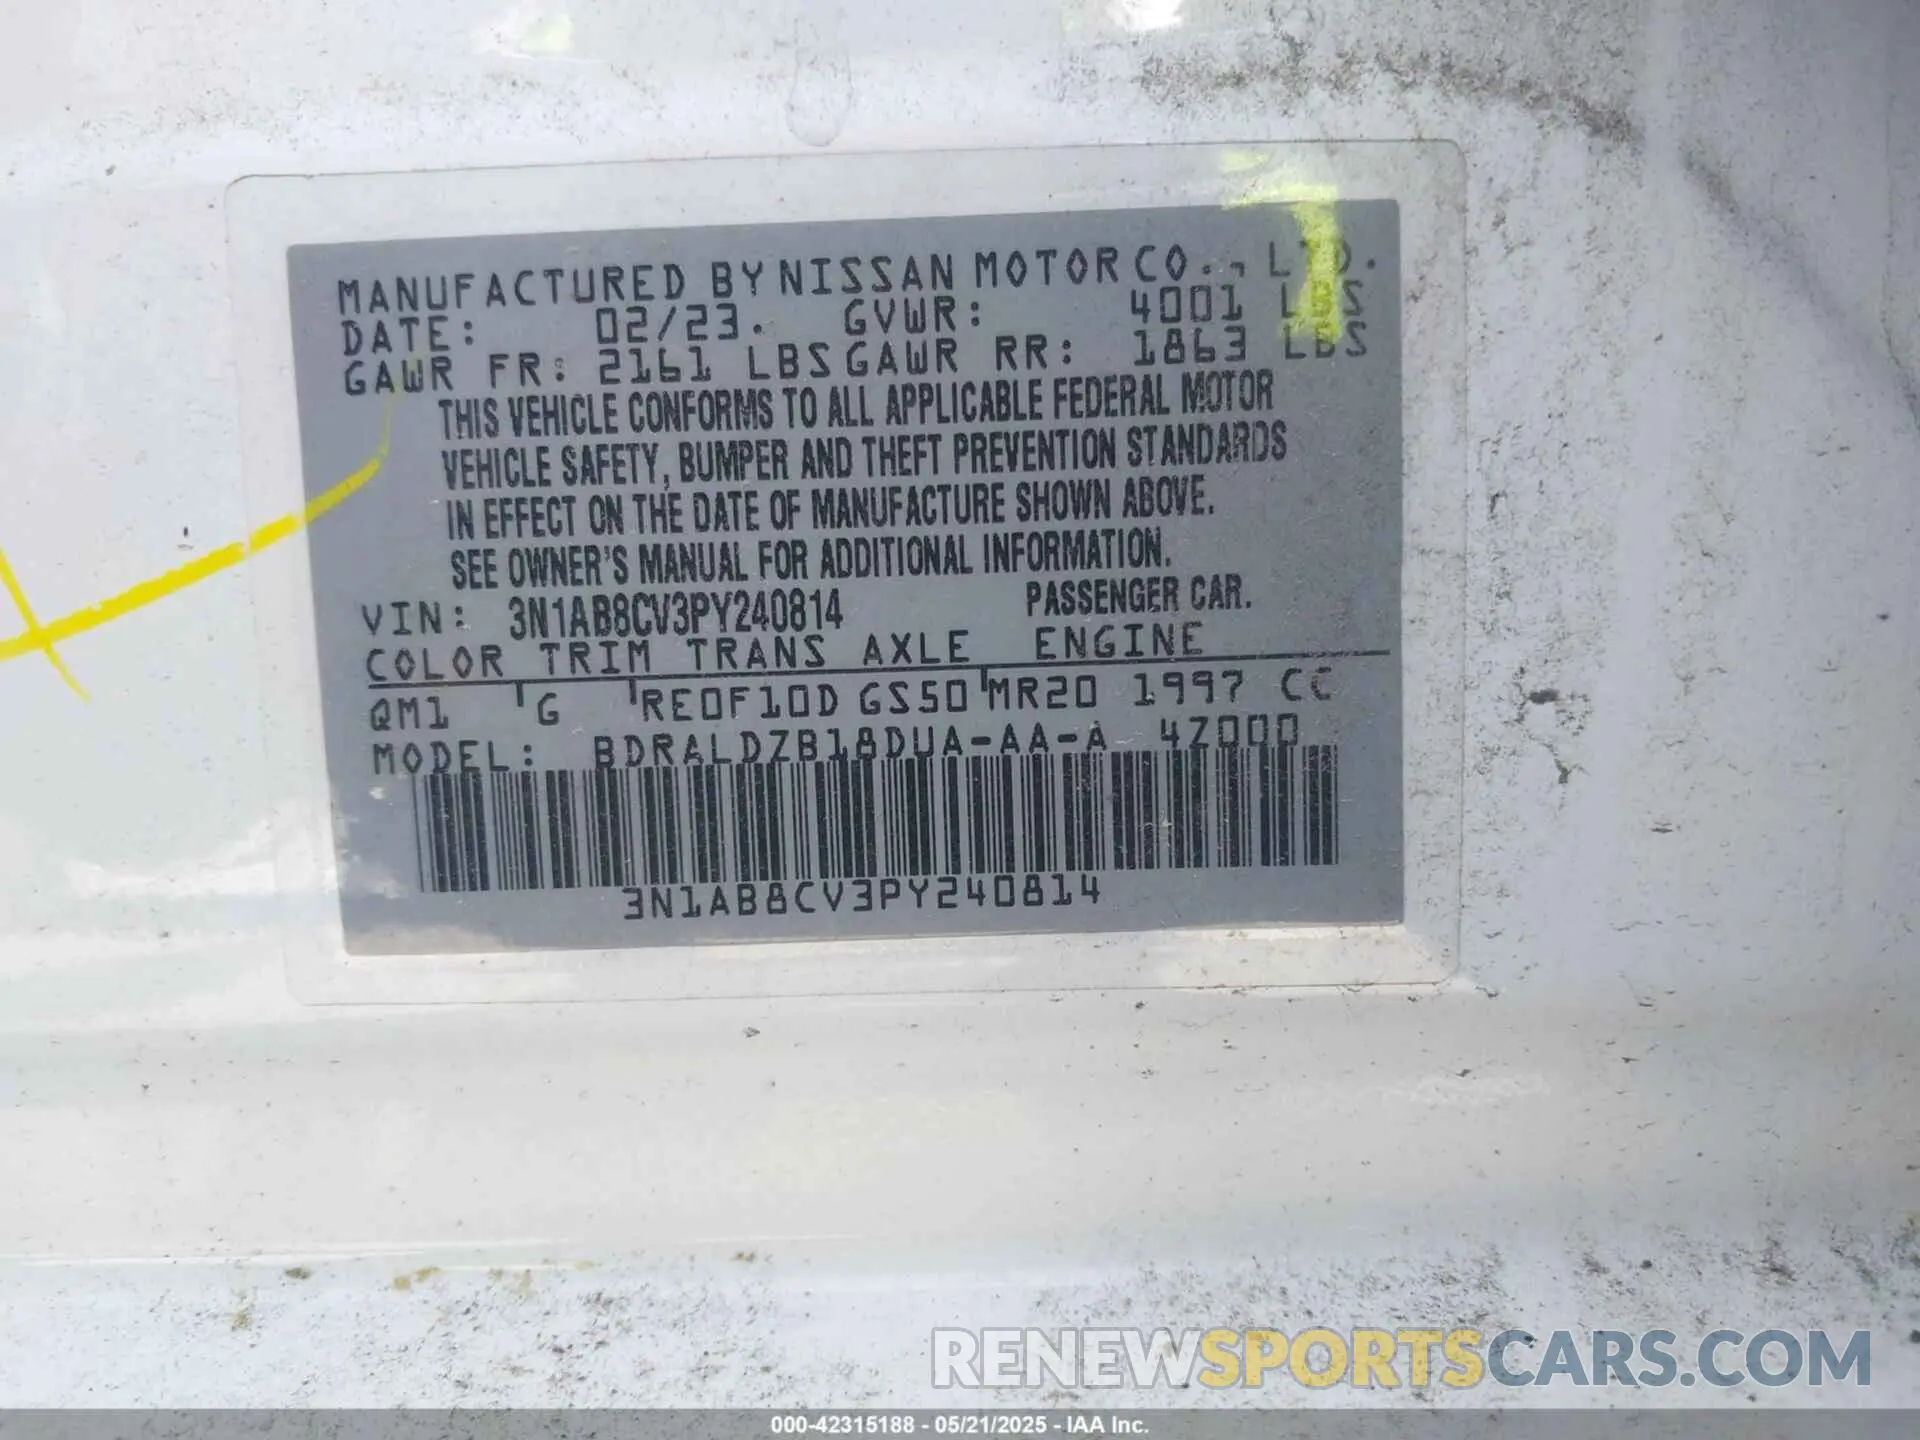 MANUFACTURED BY NISSAN MOTOR CO., LTD.
DATE: 02/23. GVWR: 4001 LBS
GAWR FR: 2161 LBS GAWR RR: 1863 LBS
THIS VEHICLE CONFORMS TO ALL APPLICABLE FEDERAL MOTOR
VEHICLE SAFETY, BUMPER AND THEFT PREVENTION STANDARDS
IN EFFECT ON THE DATE OF MANUFACTURE SHOWN ABOVE.
SEE OWNER'S MANUAL FOR ADDITIONAL INFORMATION.
VIN: 3N1AB8CV3PY240814 PASSENGER CAR.
COLOR TRIM TRANS AXLE ENGINE
QM1 G RE0F10D GS50 MR20 1997 CC
MODEL: BDRALDZB18DUA-AA-A 4Z000
3N1AB8CV3PY240814
RENEWSPORTSCARS.COM
000-42315188 - 05/21/2025 - IAA Inc.